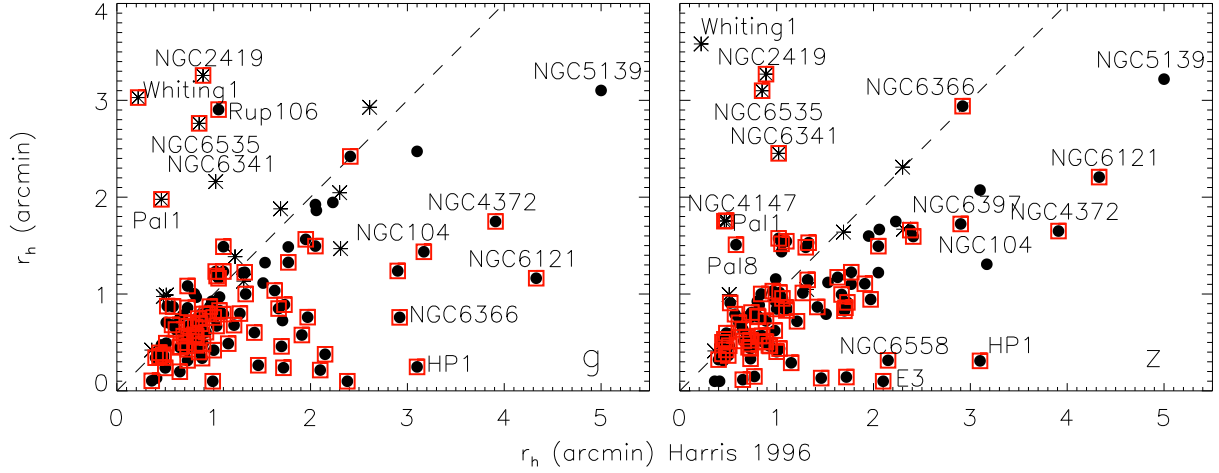 4
3
2
1
0
r_h (arcmin)
NGC2419
Whiting1
Rup106
NGC6535
NGC6341
Pal1
NGC5139
NGC4372
NGC104
NGC6121
NGC6366
HP1
g
0 1 2 3 4 5
Whiting1
NGC2419
NGC6535
NGC6341
NGC4147
Pal1
Pal8
NGC6366
NGC5139
NGC6121
NGC6397
NGC4372
NGC104
NGC6558
HP1
E3
z
0 1 2 3 4 5
r_h (arcmin) Harris 1996